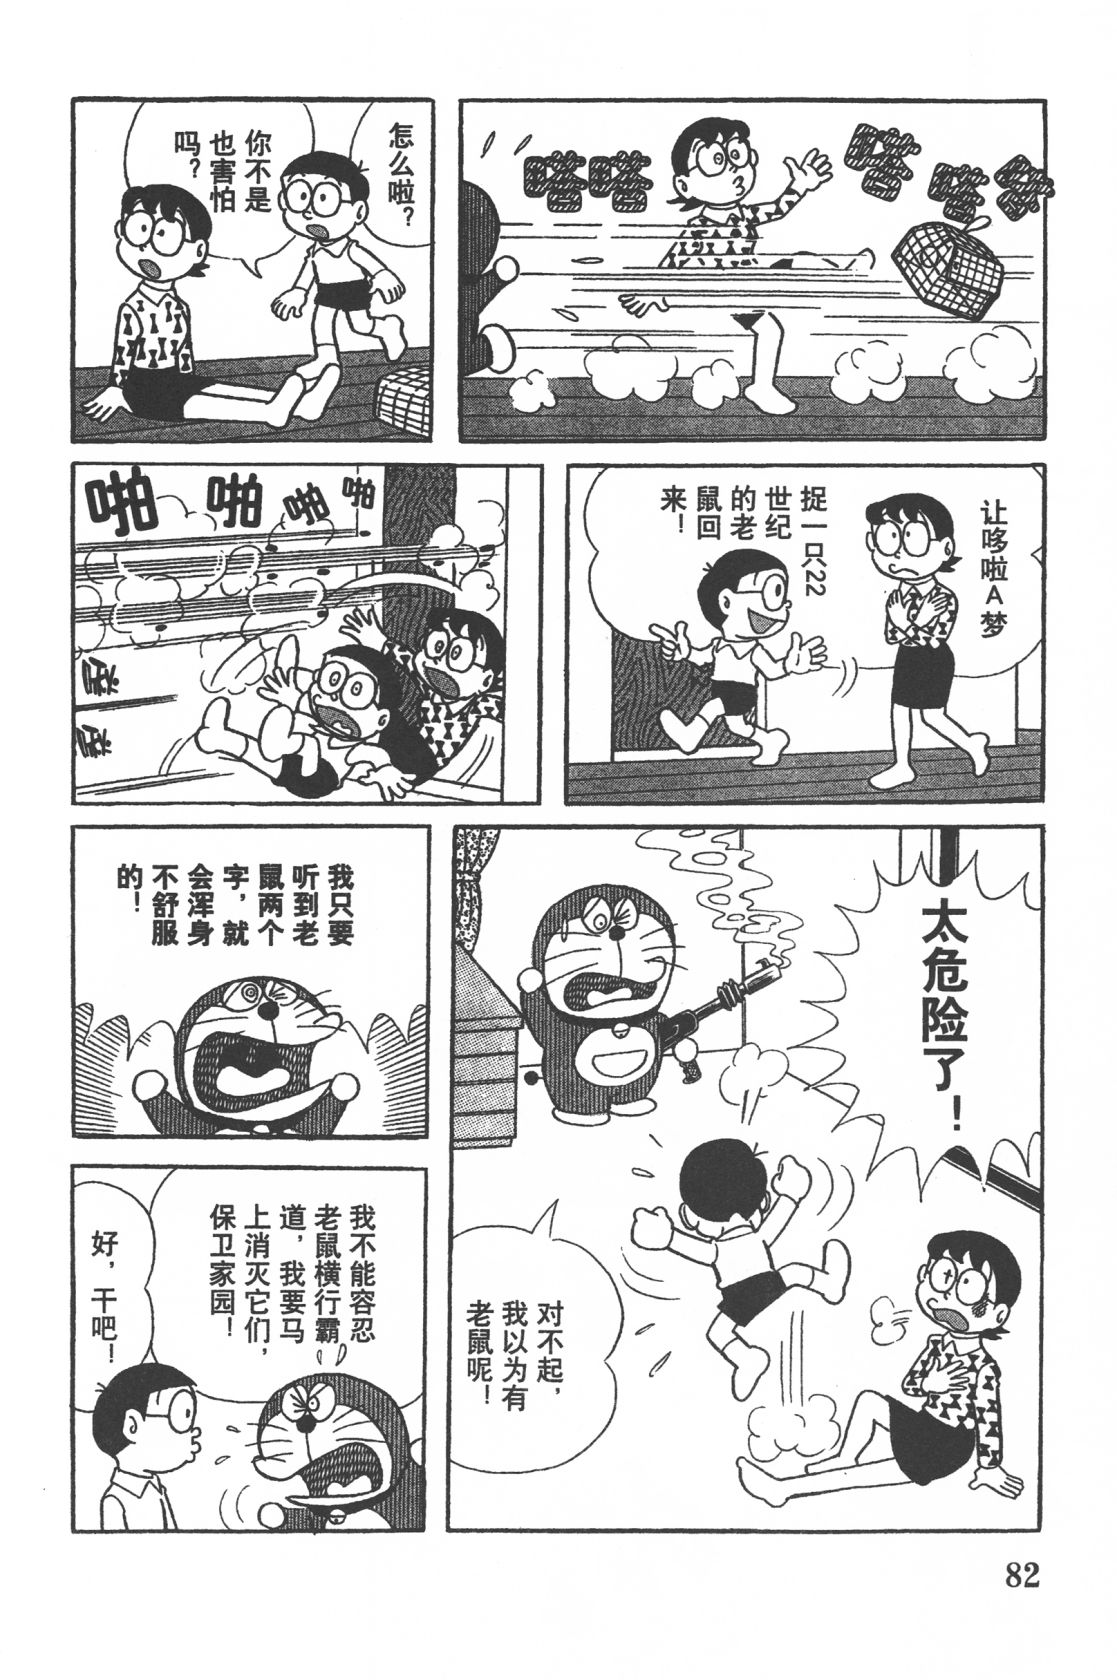 嗒嗒
嗒嗒嗒
怎么啦?
你不是
也害怕
吗?
让哆啦A梦
捉一只22
世纪
的老
鼠回
来!
啪啪啪啪
太危险了!
对不起,
我以为有
老鼠呢!
我只要
听到老
鼠两个
字,就
会浑身
不舒服
的!
我不能容忍
老鼠横行霸
道,我要马
上消灭它们,
保卫家园!
好,干吧!
82